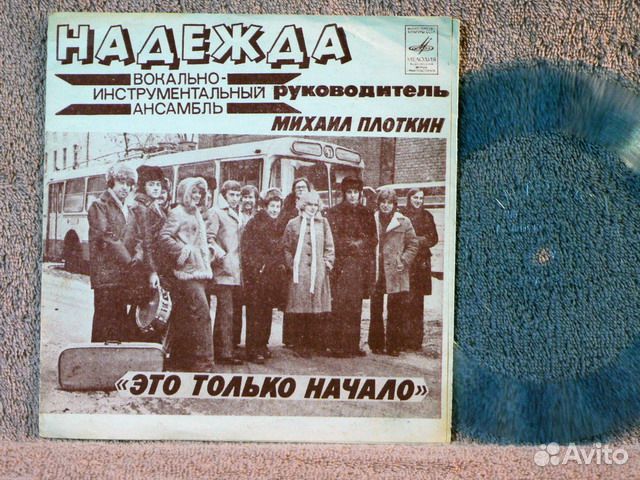 НАДЕЖДА
ВОКАЛЬНО-
ИНСТРУМЕНТАЛЬНЫЙ
АНСАМБЛЬ
РУКОВОДИТЕЛЬ
МИХАИЛ ПЛОТКИН
МЕЛОДИЯ
«ЭТО ТОЛЬКО НАЧАЛО»
Avito